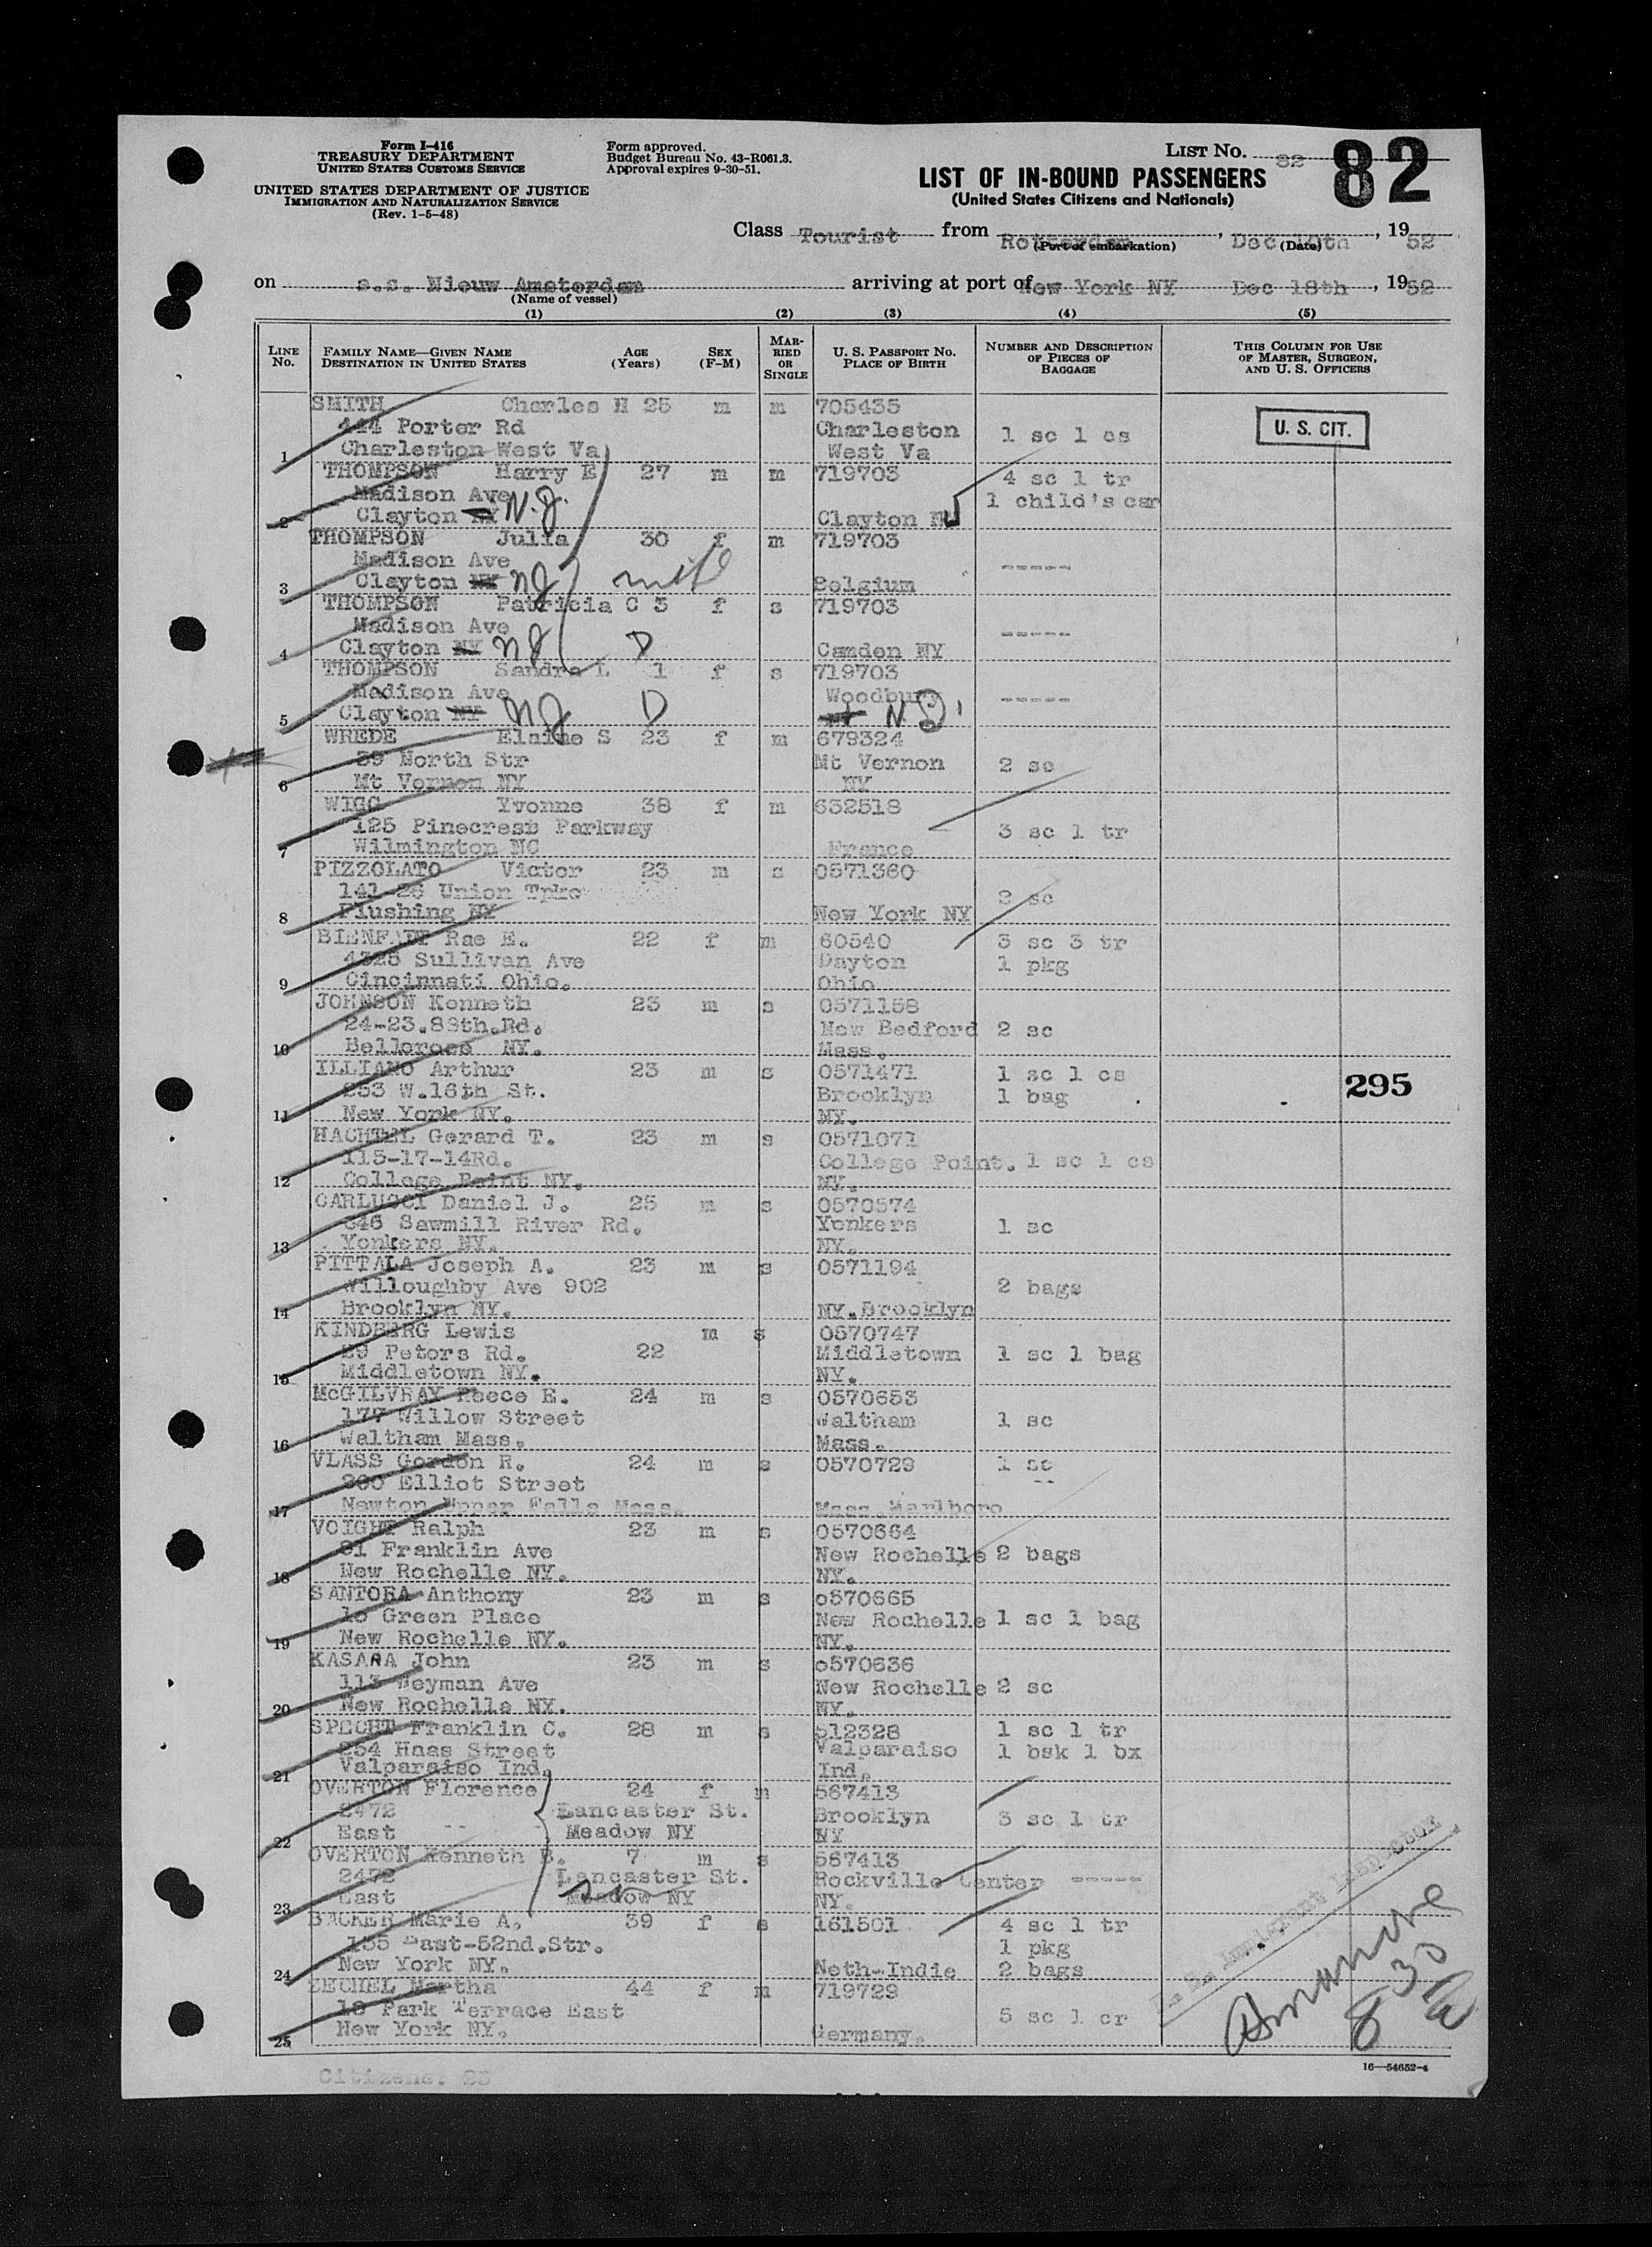 Form I-416
TREASURY DEPARTMENT
UNITED STATES CUSTOMS SERVICE
UNITED STATES DEPARTMENT OF JUSTICE
IMMIGRATION AND NATURALIZATION SERVICE
(Rev. 1-5-48)
Form approved.
Budget Bureau No. 43-R061.3.
Approval expires 9-30-51.
LIST NO. 82 82
LIST OF IN-BOUND PASSENGERS
(United States Citizens and Nationals)
Class Tourist from Rotterdam, Dec 10th, 1952
(Port of embarkation) (Date)
on s.s. Nieuw Amsterdam arriving at port of New York NY Dec 18th, 1952
(Name of vessel)
(1) (2) (3) (4) (5)
LINE NO. FAMILY NAME—GIVEN NAME DESTINATION IN UNITED STATES AGE (Years) SEX (F-M) MARRIED OR SINGLE U. S. PASSPORT NO. PLACE OF BIRTH NUMBER AND DESCRIPTION OF PIECES OF BAGGAGE THIS COLUMN FOR USE OF MASTER, SURGEON, AND U. S. OFFICERS
SMITH Charles H 25 m m 705435
444 Porter Rd Charleston 1 sc 1 cs U. S. CIT.
1 Charleston West Va West Va
THOMPSON Harry E 27 m m 719703 4 sc 1 tr
Madison Ave 1 child's car
2 Clayton NY N.J. Clayton
THOMPSON Julia 30 f m 719703
Madison Ave -----
3 Clayton NY NJ wife Belgium
THOMPSON Patricia C 3 f s 719703
Madison Ave -----
4 Clayton NY NJ D Camden NY
THOMPSON Sandra L 1 f s 719703
Madison Ave Woodbury -----
5 Clayton NY NJ D N.J.
WREDE Elaine S 23 f m 679324
39 North Str Mt Vernon 2 sc
6 Mt Vernon NY NY
WIGG Yvonne 38 f m 632518
125 Pinecrest Parkway 3 sc 1 tr
7 Wilmington NC France
PIZZOLATO Victor 23 m s 0571360
141-26 Union Tpke 2 sc
8 Flushing NY New York NY
BIENFAIT Rae E. 22 f m 60540 3 sc 3 tr
4325 Sullivan Ave Dayton 1 pkg
9 Cincinnati Ohio. Ohio
JOHNSON Kenneth 23 m s 0571158
24-23.88th.Rd. New Bedford 2 sc
10 Bellerose NY. Mass.
ILLIANO Arthur 23 m s 0571471 1 sc 1 cs 295
253 W.16th St. Brooklyn 1 bag
11 New York NY. NY.
HACHTEL Gerard T. 23 m s 0571071
115-17-14Rd. College Point. 1 sc 1 cs
12 College Point NY. NY.
CARLUCCI Daniel J. 25 m s 0570574
846 Sawmill River Rd. Yonkers 1 sc
13 Yonkers NY. NY.
PITTALA Joseph A. 23 m s 0571194
Willoughby Ave 902 2 bags
14 Brooklyn NY. NY.Brooklyn
KINDBERG Lewis m s 0570747
29 Peters Rd. 22 Middletown 1 sc 1 bag
15 Middletown NY. NY.
McGILVRAY Reece E. 24 m s 0570653
177 Willow Street Waltham 1 sc
16 Waltham Mass. Mass.
VLASS Gordon R. 24 m s 0570729 1 sc
Elliot Street --
17 Newton Upper Falls Mass. Mass.Marlboro
VOIGHT Ralph 23 m s 0570664
81 Franklin Ave New Rochelle 2 bags
18 New Rochelle NY. NY.
SANTORA Anthony 23 m s o570665
15 Green Place New Rochelle 1 sc 1 bag
19 New Rochelle NY. NY.
KASARA John 23 m s o570636
113 Weyman Ave New Rochelle 2 sc
20 New Rochelle NY. NY.
SPECHT Franklin C. 28 m s 512328 1 sc 1 tr
254 Haas Street Valparaiso 1 bsk 1 bx
21 Valparaiso Ind. Ind.
OVERTON Florence 24 f m 567413
2472 Lancaster St. Brooklyn 3 sc 1 tr
22 East -- Meadow NY NY
OVERTON Kenneth B. 7 m s 567413
2472 Lancaster St. Rockville Center -----
23 East Meadow NY NY.
BACKER Marie A. 39 f s 161501 4 sc 1 tr
155 East-52nd.Str. 1 pkg
24 New York NY. Neth-Indie 2 bags
ZECHEL Martha 44 f m 719729
10 Park Terrace East 5 sc 1 cr
25 New York NY. Germany.
U. S. Immigrant Inspector
16—54652-4
Citizens: 25